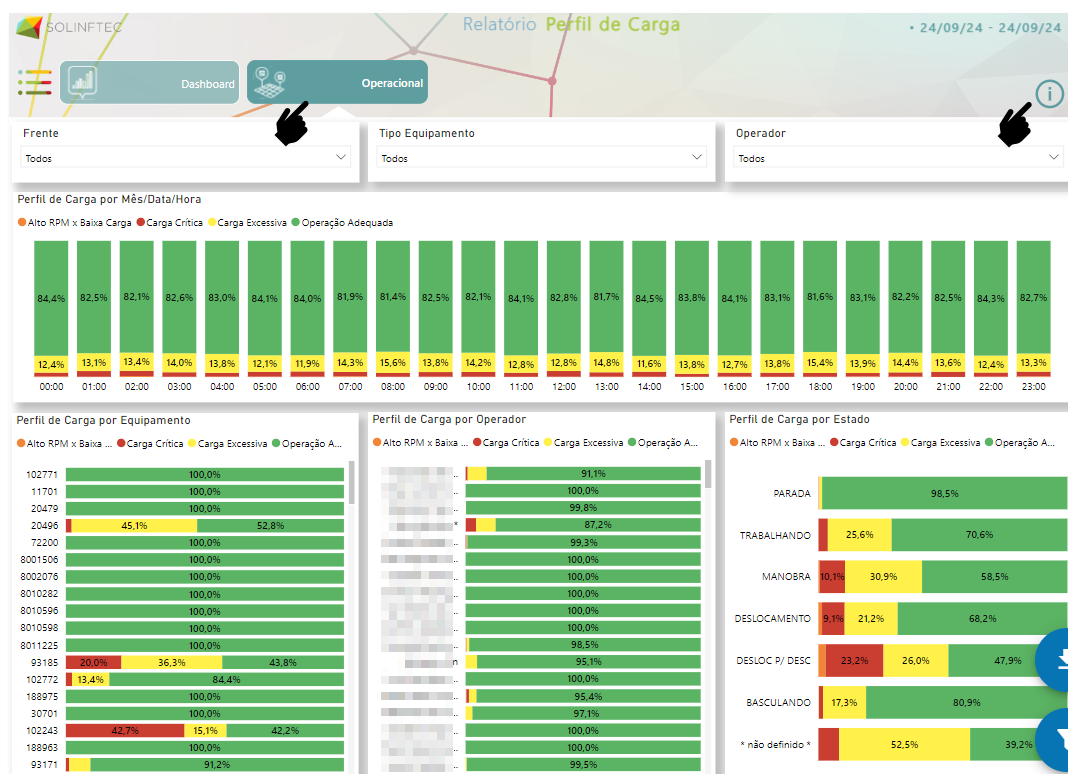 SOLINFTEC
Relatório Perfil de Carga
• 24/09/24 - 24/09/24
Dashboard
Operacional
Frente
Todos
Tipo Equipamento
Todos
Operador
Todos
Perfil de Carga por Mês/Data/Hora
Alto RPM x Baixa Carga Carga Crítica Carga Excessiva Operação Adequada
84,4% 82,5% 82,1% 82,6% 83,0% 84,1% 84,0% 81,9% 81,4% 82,5% 82,1% 84,1% 82,8% 81,7% 84,5% 83,8% 84,1% 83,1% 81,6% 83,1% 82,2% 82,5% 84,3% 82,7%
12,4% 13,1% 13,4% 14,0% 13,8% 12,1% 11,9% 14,3% 15,6% 13,8% 14,2% 12,8% 12,8% 14,8% 11,6% 13,8% 12,7% 13,8% 15,4% 13,9% 14,4% 13,6% 12,4% 13,3%
00:00 01:00 02:00 03:00 04:00 05:00 06:00 07:00 08:00 09:00 10:00 11:00 12:00 13:00 14:00 15:00 16:00 17:00 18:00 19:00 20:00 21:00 22:00 23:00
Perfil de Carga por Equipamento
Alto RPM x Baixa ... Carga Crítica Carga Excessiva Operação A...
102771 100,0%
11701 100,0%
20479 100,0%
20496 45,1% 52,8%
72200 100,0%
8001506 100,0%
8002076 100,0%
8010282 100,0%
8010596 100,0%
8010598 100,0%
8011225 100,0%
93185 20,0% 36,3% 43,8%
102772 13,4% 84,4%
188975 100,0%
30701 100,0%
102243 42,7% 15,1% 42,2%
188963 100,0%
93171 91,2%
Perfil de Carga por Operador
Alto RPM x Baixa ... Carga Crítica Carga Excessiva Operação A...
91,1%
100,0%
99,8%
87,2%
99,3%
100,0%
100,0%
100,0%
100,0%
100,0%
98,5%
95,1%
100,0%
95,4%
97,1%
100,0%
100,0%
99,5%
Perfil de Carga por Estado
Alto RPM x Baixa ... Carga Crítica Carga Excessiva Operação A...
PARADA 98,5%
TRABALHANDO 25,6% 70,6%
MANOBRA 10,1% 30,9% 58,5%
DESLOCAMENTO 9,1% 21,2% 68,2%
DESLOC P/ DESC 23,2% 26,0% 47,9%
BASCULANDO 17,3% 80,9%
* não definido * 52,5% 39,2%